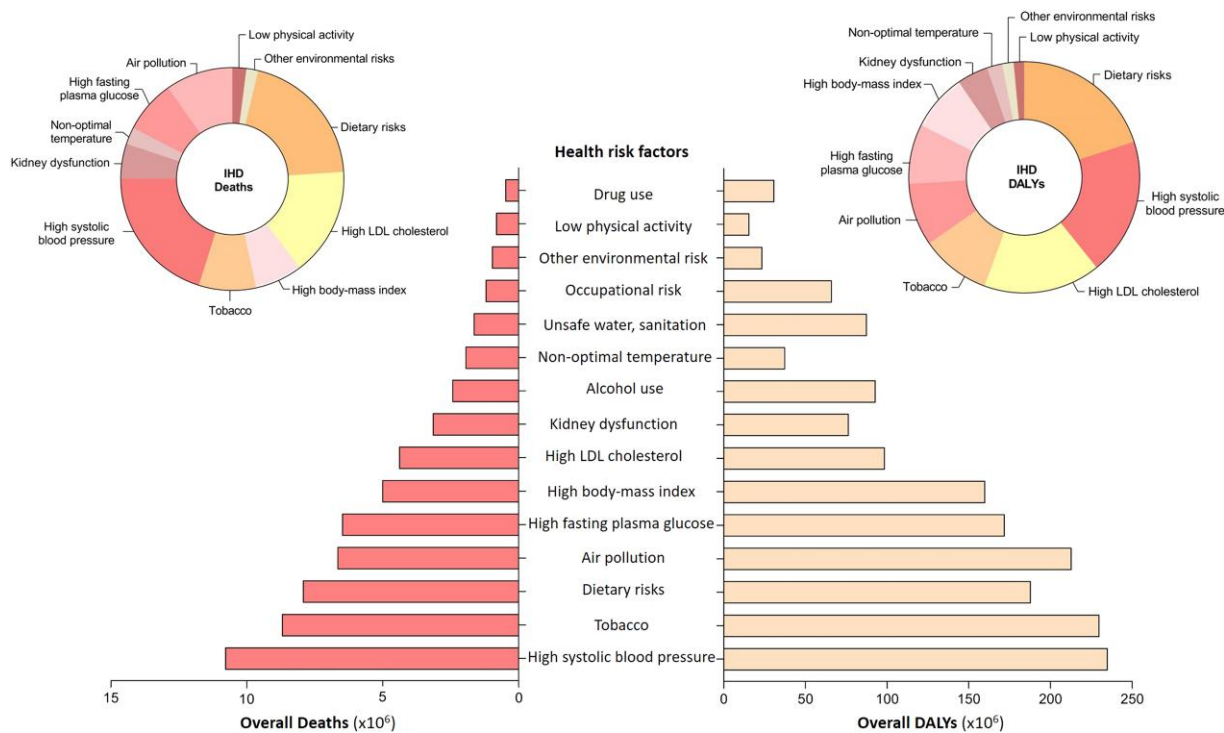 Low physical activity
Other environmental risks
Air pollution
High fasting
plasma glucose
Non-optimal
temperature
Kidney dysfunction
Dietary risks
IHD
Deaths
High systolic
blood pressure
High LDL cholesterol
High body-mass index
Tobacco
Other environmental risks
Non-optimal temperature
Low physical activity
Kidney dysfunction
Dietary risks
High body-mass index
High fasting
plasma glucose
IHD
DALYs
High systolic
blood pressure
Air pollution
Tobacco
High LDL cholesterol
Health risk factors
Drug use
Low physical activity
Other environmental risk
Occupational risk
Unsafe water, sanitation
Non-optimal temperature
Alcohol use
Kidney dysfunction
High LDL cholesterol
High body-mass index
High fasting plasma glucose
Air pollution
Dietary risks
Tobacco
High systolic blood pressure
15 10 5 0
Overall Deaths (x10⁶)
0 50 100 150 200 250
Overall DALYs (x10⁶)